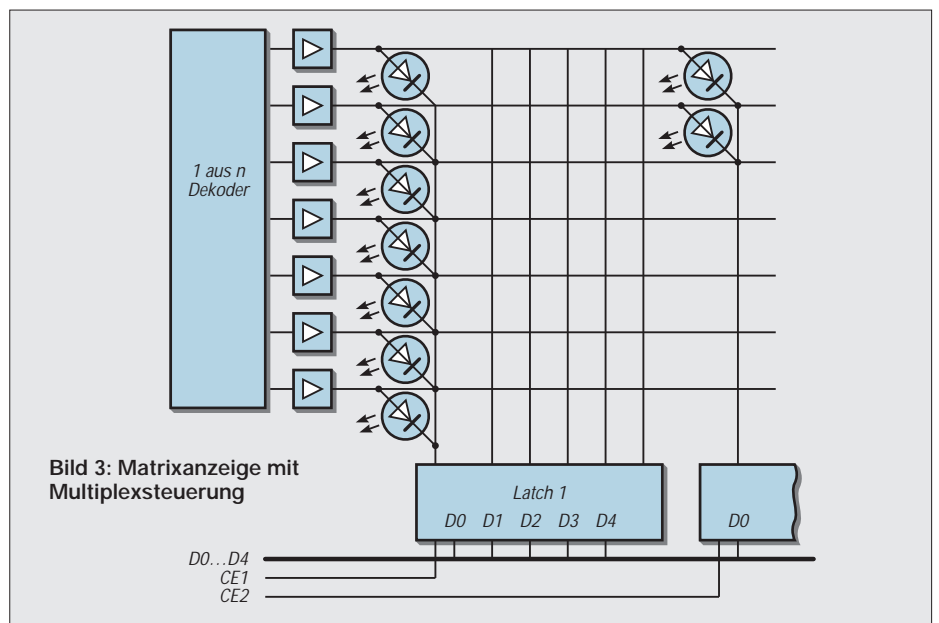 1 aus n
Dekoder
Bild 3: Matrixanzeige mit
Multiplexsteuerung
Latch 1
D0 D1 D2 D3 D4
D0
D0...D4
CE1
CE2